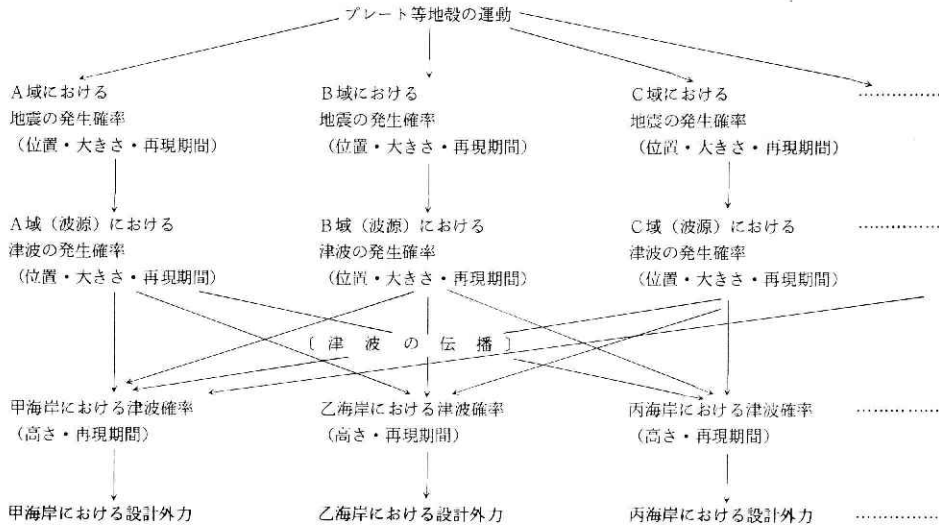 プレート等地殻の運動
A域における
地震の発生確率
(位置・大きさ・再現期間)
B域における
地震の発生確率
(位置・大きさ・再現期間)
C域における
地震の発生確率
(位置・大きさ・再現期間)
…………
A域(波源)における
津波の発生確率
(位置・大きさ・再現期間)
B域(波源)における
津波の発生確率
(位置・大きさ・再現期間)
C域(波源)における
津波の発生確率
(位置・大きさ・再現期間)
…………
〔津波の伝播〕
甲海岸における津波確率
(高さ・再現期間)
乙海岸における津波確率
(高さ・再現期間)
丙海岸における津波確率
(高さ・再現期間)
…………
甲海岸における設計外力
乙海岸における設計外力
丙海岸における設計外力
…………